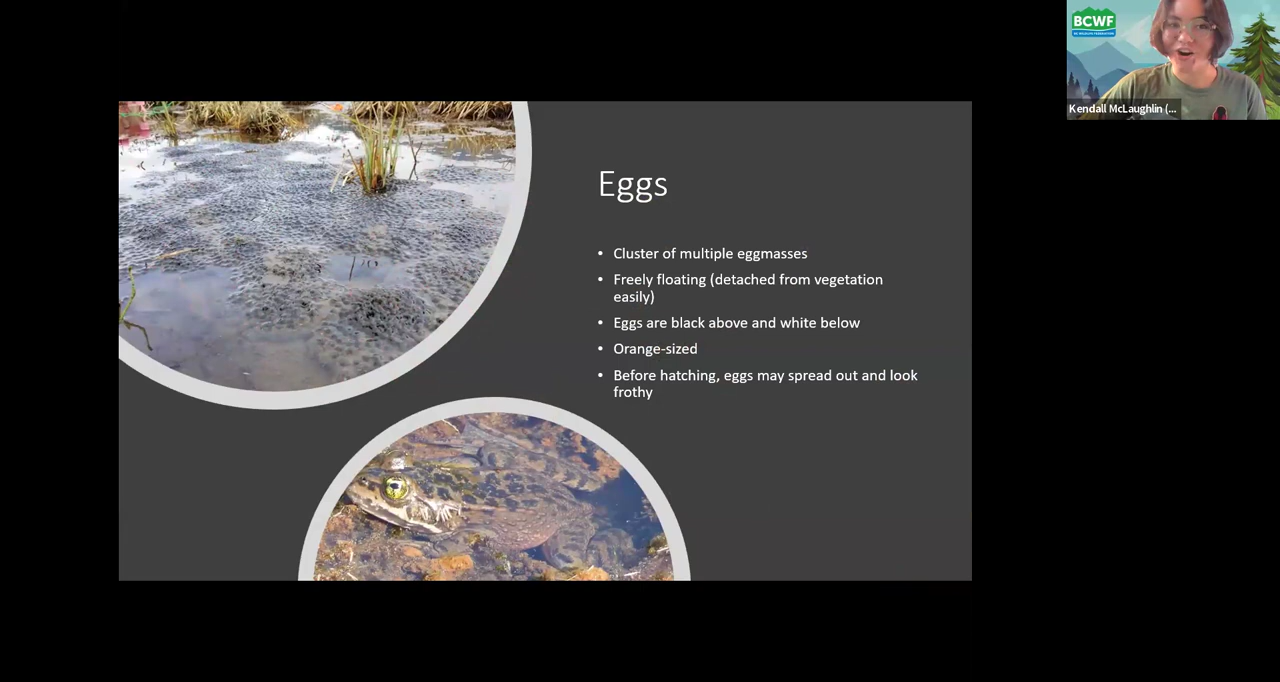 BCWF
Kendall McLaughlin (...
Eggs
• Cluster of multiple eggmasses
• Freely floating (detached from vegetation
easily)
• Eggs are black above and white below
• Orange-sized
• Before hatching, eggs may spread out and look
frothy